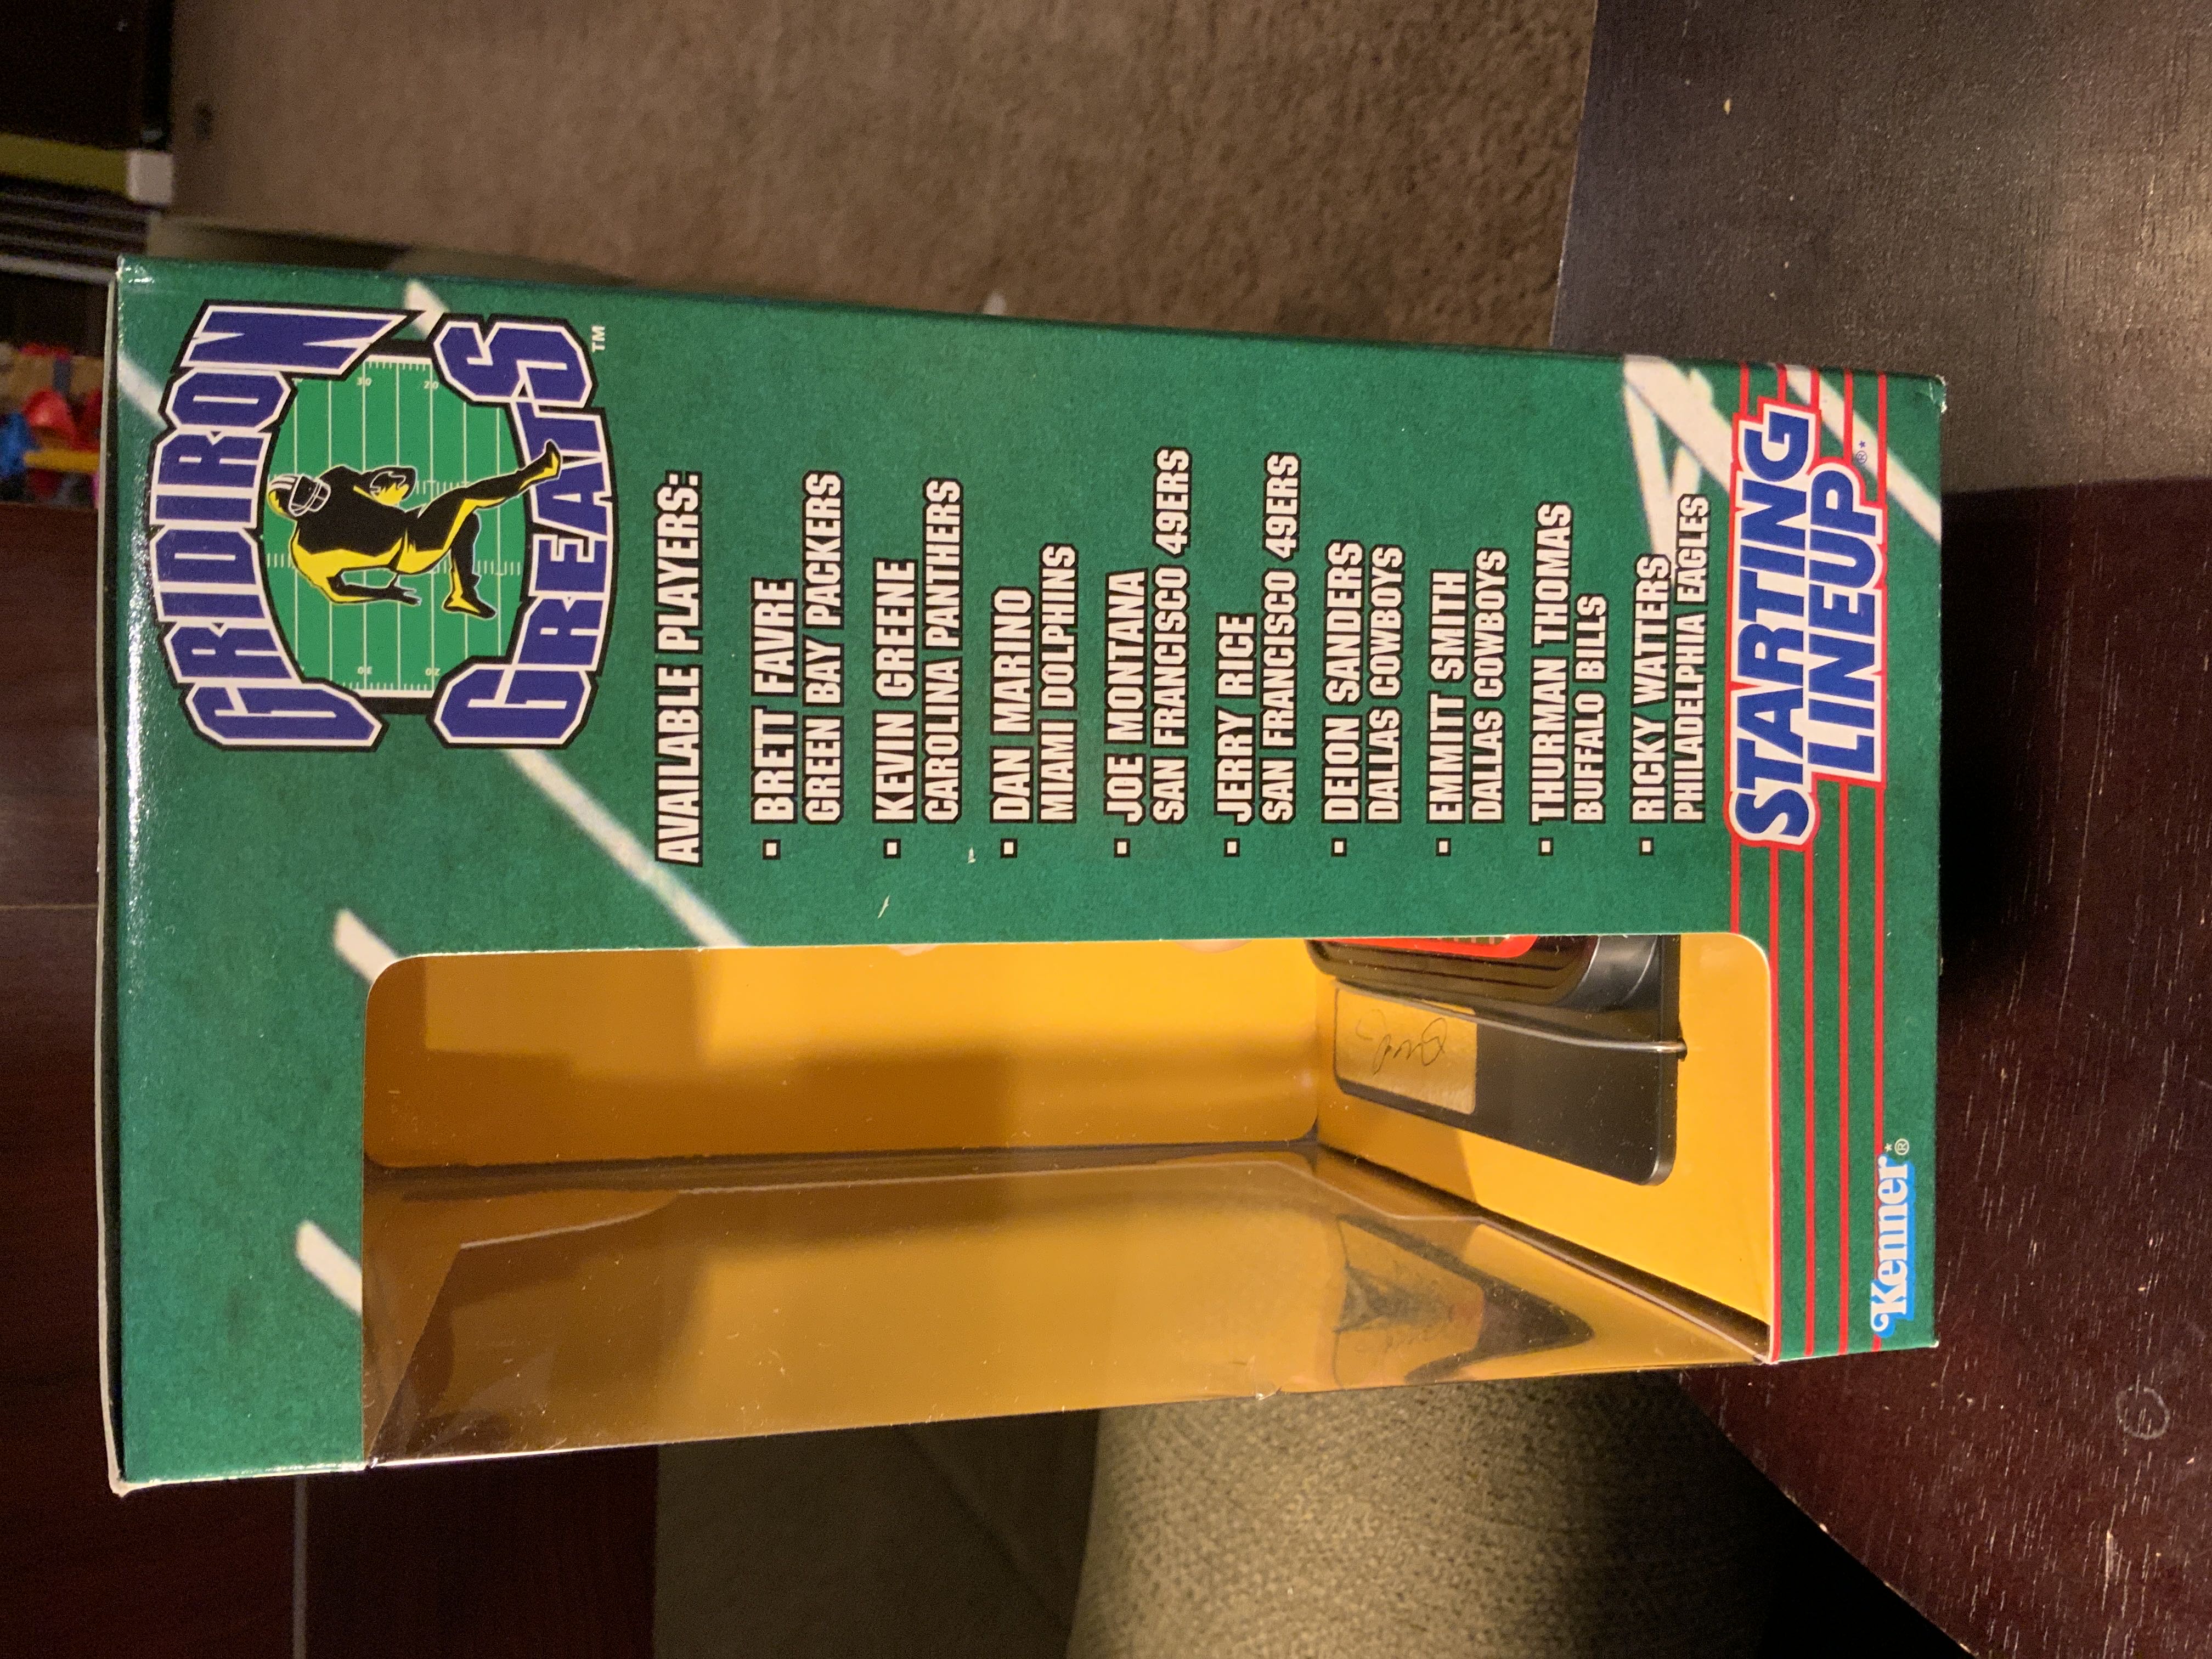 GRIDIRON
GREATS™
AVAILABLE PLAYERS:
▪ BRETT FAVRE
GREEN BAY PACKERS
▪ KEVIN GREENE
CAROLINA PANTHERS
▪ DAN MARINO
MIAMI DOLPHINS
▪ JOE MONTANA
SAN FRANCISCO 49ERS
▪ JERRY RICE
SAN FRANCISCO 49ERS
▪ DEION SANDERS
DALLAS COWBOYS
▪ EMMITT SMITH
DALLAS COWBOYS
▪ THURMAN THOMAS
BUFFALO BILLS
▪ RICKY WATTERS
PHILADELPHIA EAGLES
STARTING
LINEUP®*
Kenner®*